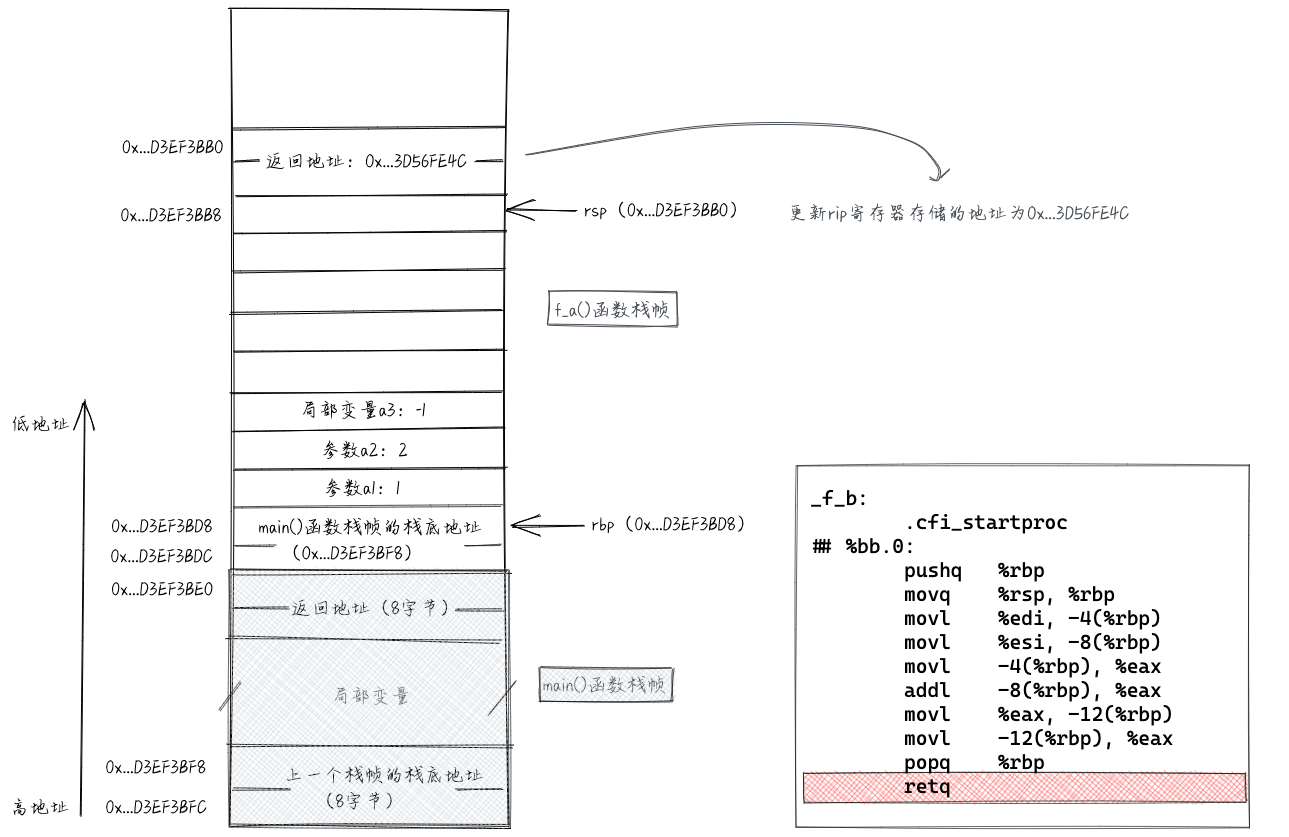 0x...D3EF3BB0
返回地址: 0x...3D56FE4C
0x...D3EF3BB8
rsp (0x...D3EF3BB0)
更新rip寄存器存储的地址为0x...3D56FE4C
f_a()函数栈帧
低地址
局部变量a3: -1
参数a2: 2
参数a1: 1
0x...D3EF3BD8
main()函数栈帧的栈底地址
(0x...D3EF3BF8)
rbp (0x...D3EF3BD8)
0x...D3EF3BDC
0x...D3EF3BE0
返回地址 (8字节)
局部变量
main()函数栈帧
0x...D3EF3BF8
上一个栈帧的栈底地址
(8字节)
高地址
0x...D3EF3BFC
_f_b:
.cfi_startproc
## %bb.0:
pushq %rbp
movq %rsp, %rbp
movl %edi, -4(%rbp)
movl %esi, -8(%rbp)
movl -4(%rbp), %eax
addl -8(%rbp), %eax
movl %eax, -12(%rbp)
movl -12(%rbp), %eax
popq %rbp
retq